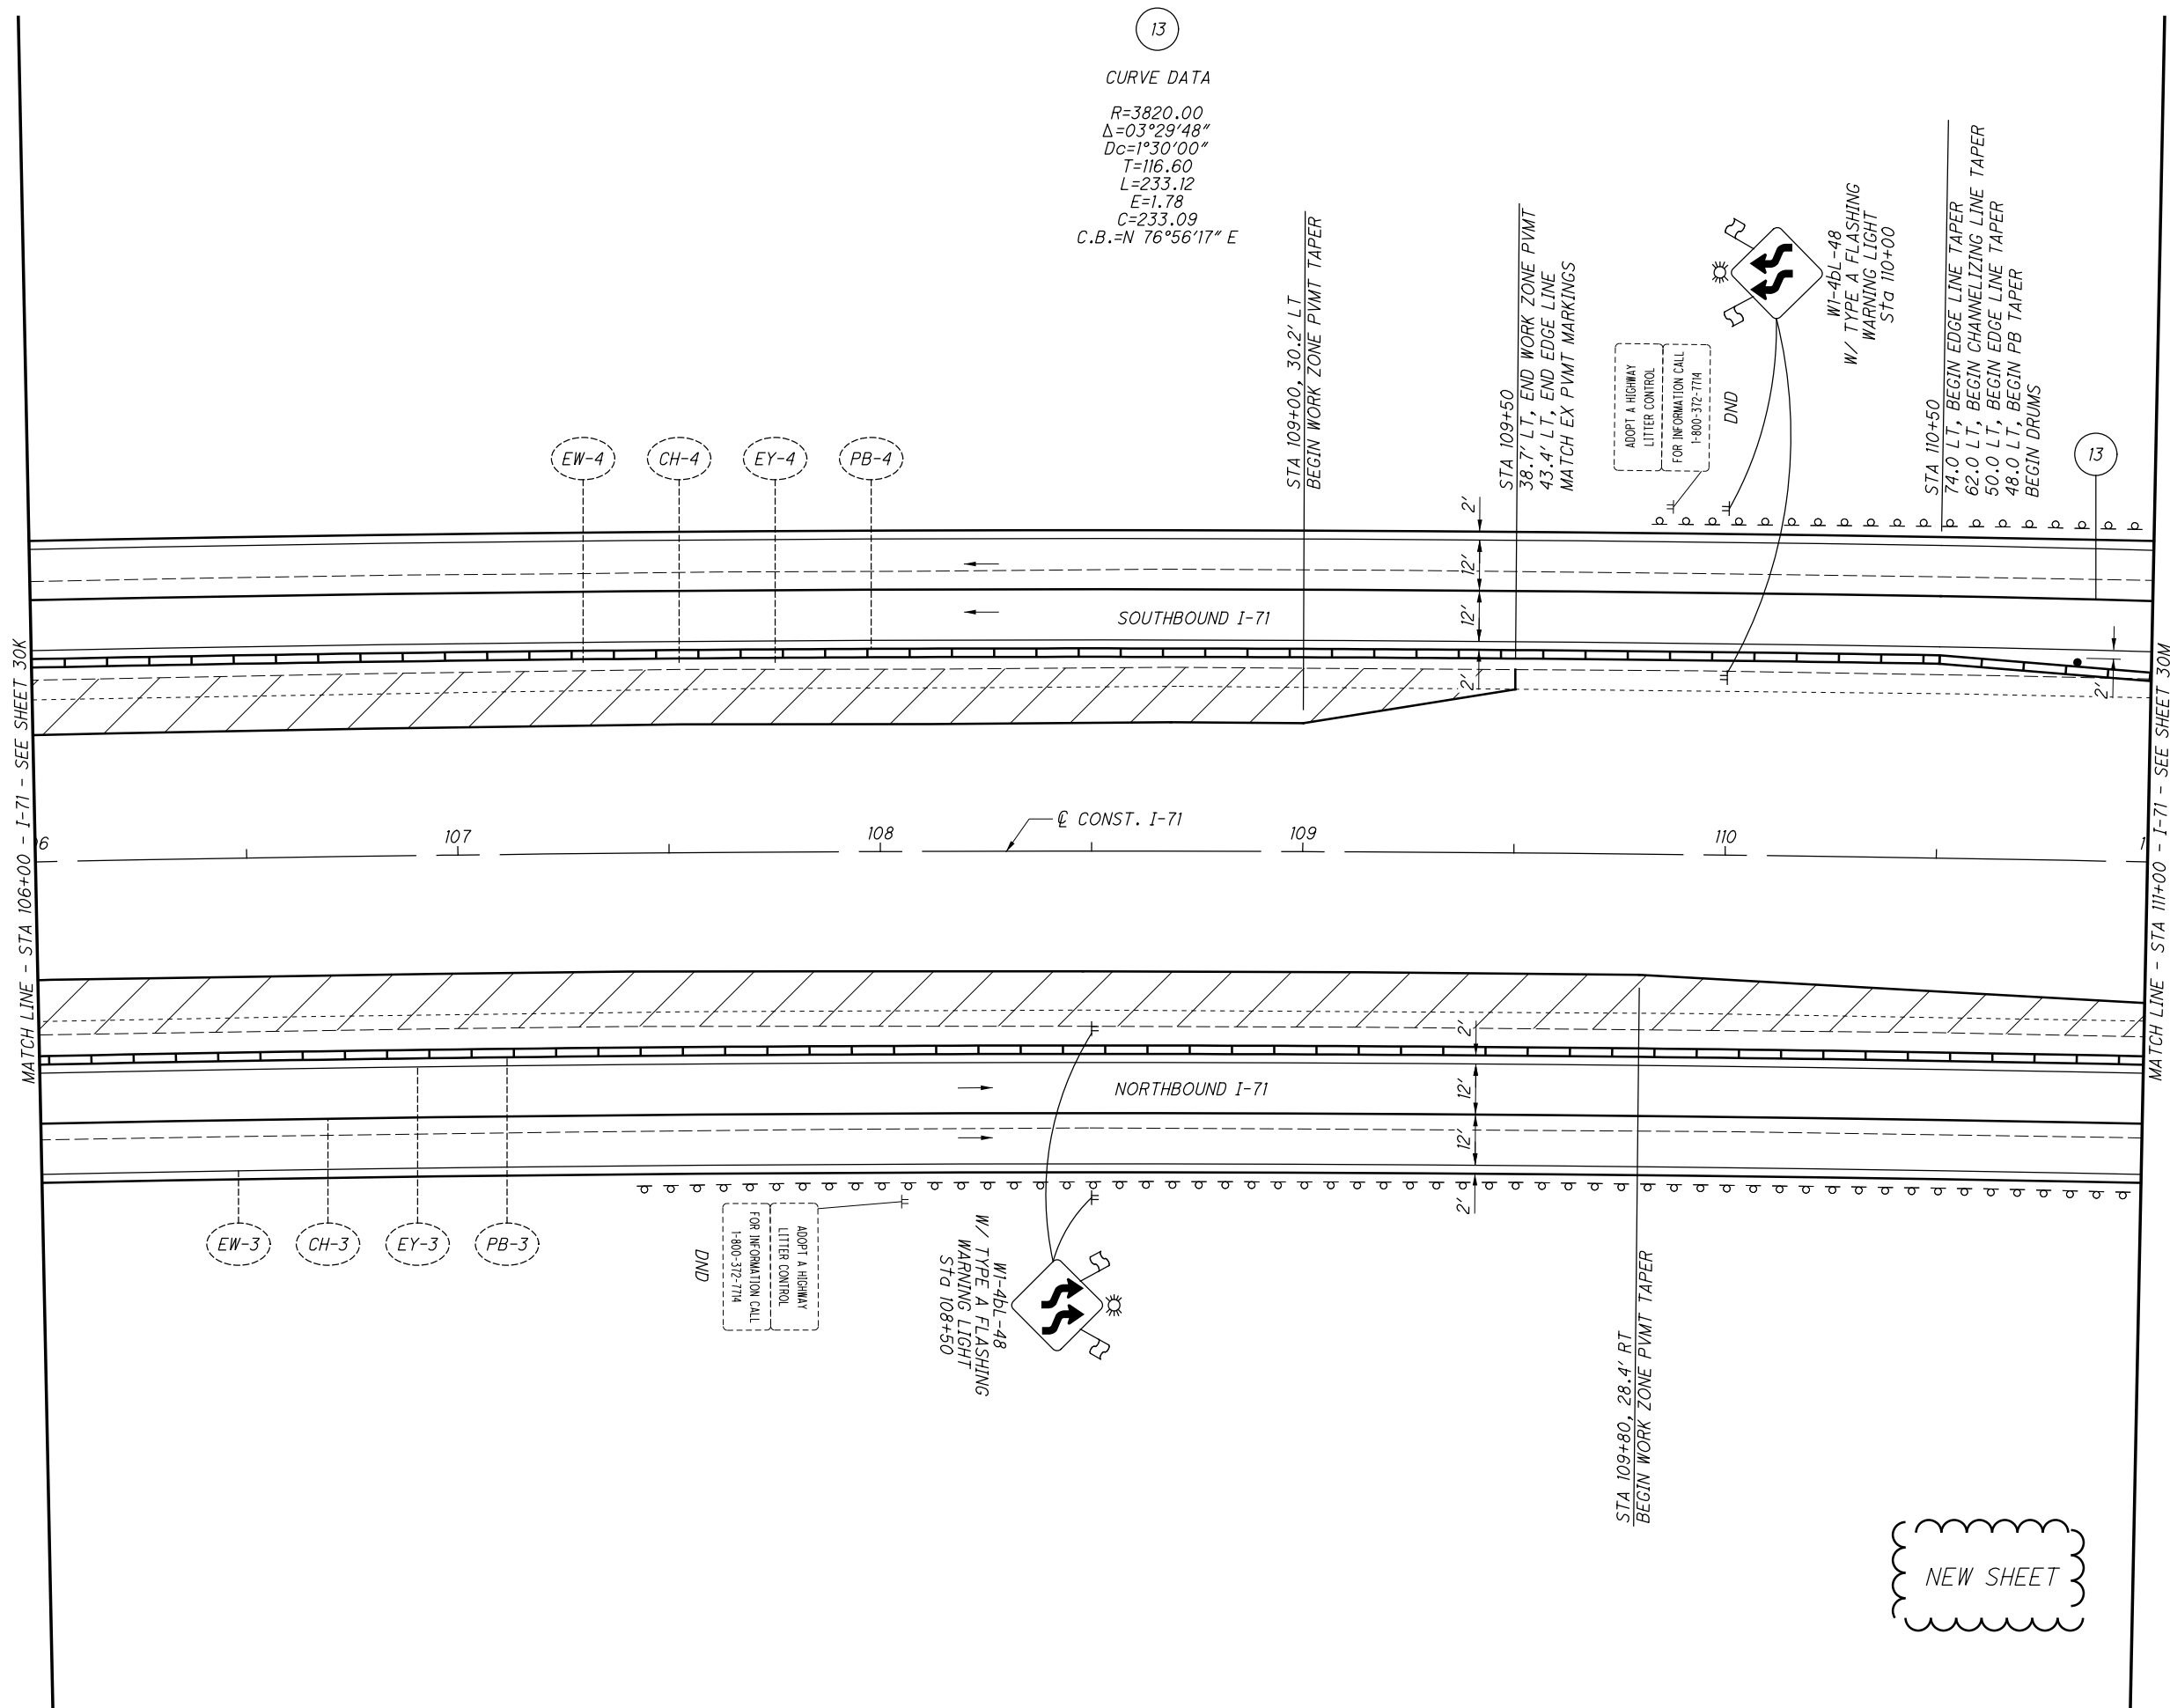 13
CURVE DATA
R=3820.00
Δ=03°29'48"
Dc=1°30'00"
T=116.60
L=233.12
E=1.78
C=233.09
C.B.=N 76°56'17" E
STA 109+00, 30.2' LT
BEGIN WORK ZONE PVMT TAPER
STA 109+50
38.7' LT, END WORK ZONE PVMT
43.4' LT, END EDGE LINE
MATCH EX PVMT MARKINGS
ADOPT A HIGHWAY
LITTER CONTROL
FOR INFORMATION CALL
1-800-372-7714
DND
W1-4bL-48
W/ TYPE A FLASHING
WARNING LIGHT
Sta 110+00
STA 110+50
74.0 LT, BEGIN EDGE LINE TAPER
62.0 LT, BEGIN CHANNELIZING LINE TAPER
50.0 LT, BEGIN EDGE LINE TAPER
48.0 LT, BEGIN PB TAPER
BEGIN DRUMS
13
EW-4
CH-4
EY-4
PB-4
2'
12'
12'
2'
2'
SOUTHBOUND I-71
MATCH LINE - STA 106+00 - I-71 - SEE SHEET 30K
MATCH LINE - STA 111+00 - I-71 - SEE SHEET 30M
℄ CONST. I-71
6
107
108
109
110
1
NORTHBOUND I-71
2'
12'
12'
2'
EW-3
CH-3
EY-3
PB-3
DND
ADOPT A HIGHWAY
LITTER CONTROL
FOR INFORMATION CALL
1-800-372-7714
W1-4bL-48
W/ TYPE A FLASHING
WARNING LIGHT
Sta 108+50
STA 109+80, 28.4' RT
BEGIN WORK ZONE PVMT TAPER
NEW SHEET